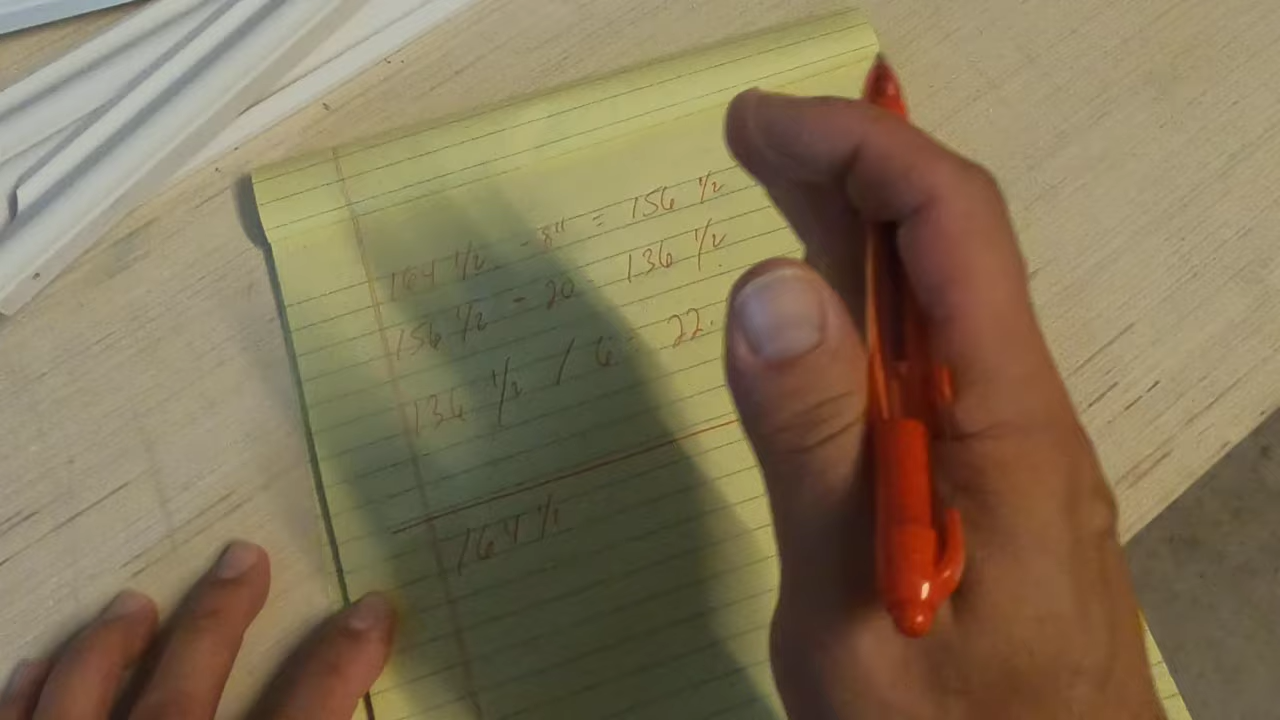 164 1/2 - 8" = 156 1/2
156 1/2 - 20 136 1/2
136 1/2 / 6 = 22.
164 1/2